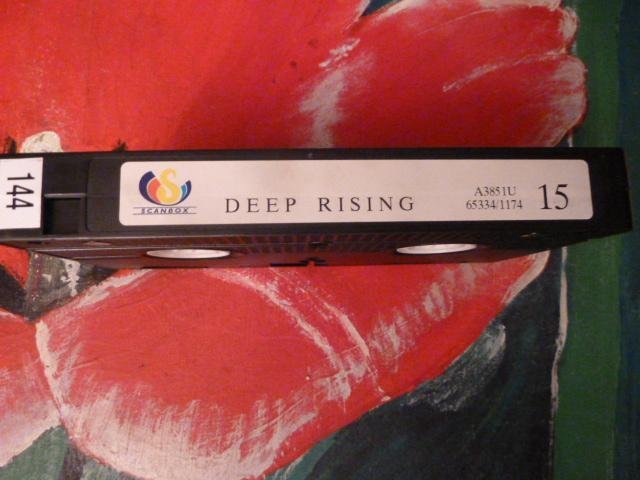 144
SCANBOX
DEEP RISING
A3851U
65334/1174
15